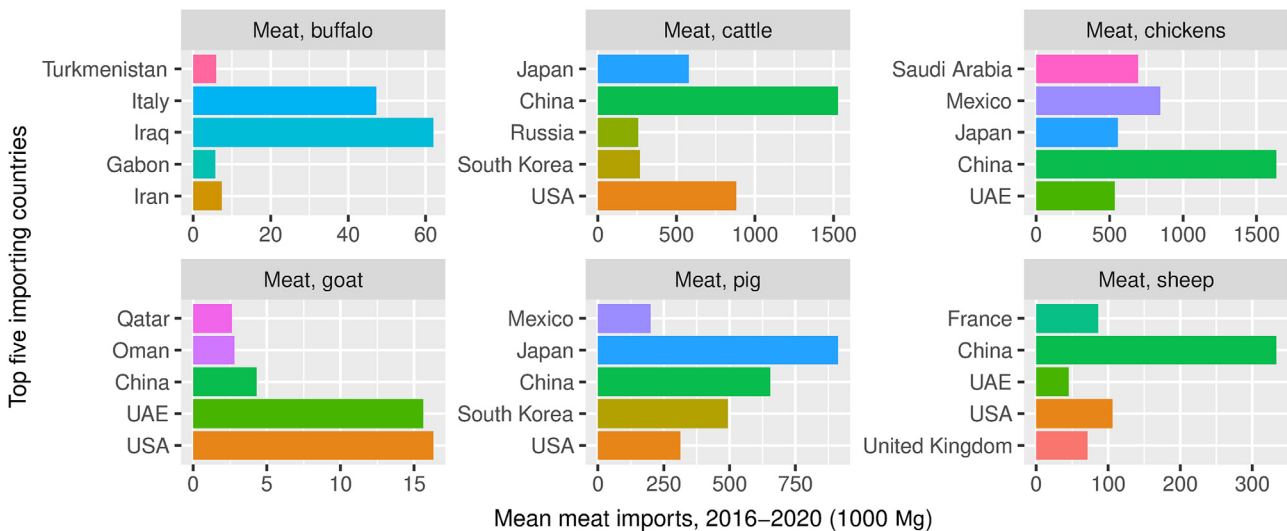 Top five importing countries
Meat, buffalo
Turkmenistan
Italy
Iraq
Gabon
Iran
0 20 40 60
Meat, cattle
Japan
China
Russia
South Korea
USA
0 500 1000 1500
Meat, chickens
Saudi Arabia
Mexico
Japan
China
UAE
0 500 1000 1500
Meat, goat
Qatar
Oman
China
UAE
USA
0 5 10 15
Meat, pig
Mexico
Japan
China
South Korea
USA
0 250 500 750
Meat, sheep
France
China
UAE
USA
United Kingdom
0 100 200 300
Mean meat imports, 2016−2020 (1000 Mg)